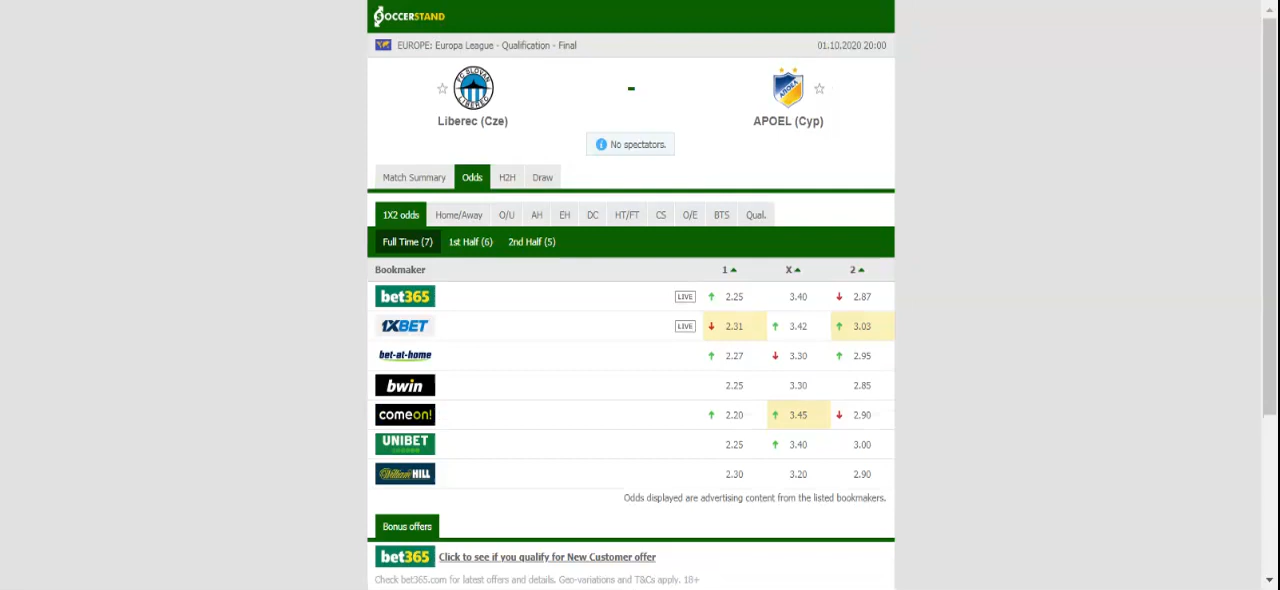 SOCCERSTAND
EUROPE: Europa League - Qualification - Final 01.10.2020 20:00
FC SLOVAN LIBEREC ΑΠΟΕΛ
-
Liberec (Cze) APOEL (Cyp)
i No spectators.
Match Summary Odds H2H Draw
1X2 odds Home/Away O/U AH EH DC HT/FT CS O/E BTS Qual.
Full Time (7) 1st Half (6) 2nd Half (5)
Bookmaker 1 X 2
bet365 LIVE 2.25 3.40 2.87
1XBET LIVE 2.31 3.42 3.03
bet-at-home 2.27 3.30 2.95
bwin 2.25 3.30 2.85
comeon! 2.20 3.45 2.90
UNIBET 2.25 3.40 3.00
William HILL 2.30 3.20 2.90
Odds displayed are advertising content from the listed bookmakers.
Bonus offers
bet365 Click to see if you qualify for New Customer offer
Check bet365.com for latest offers and details. Geo-variations and T&Cs apply. 18+